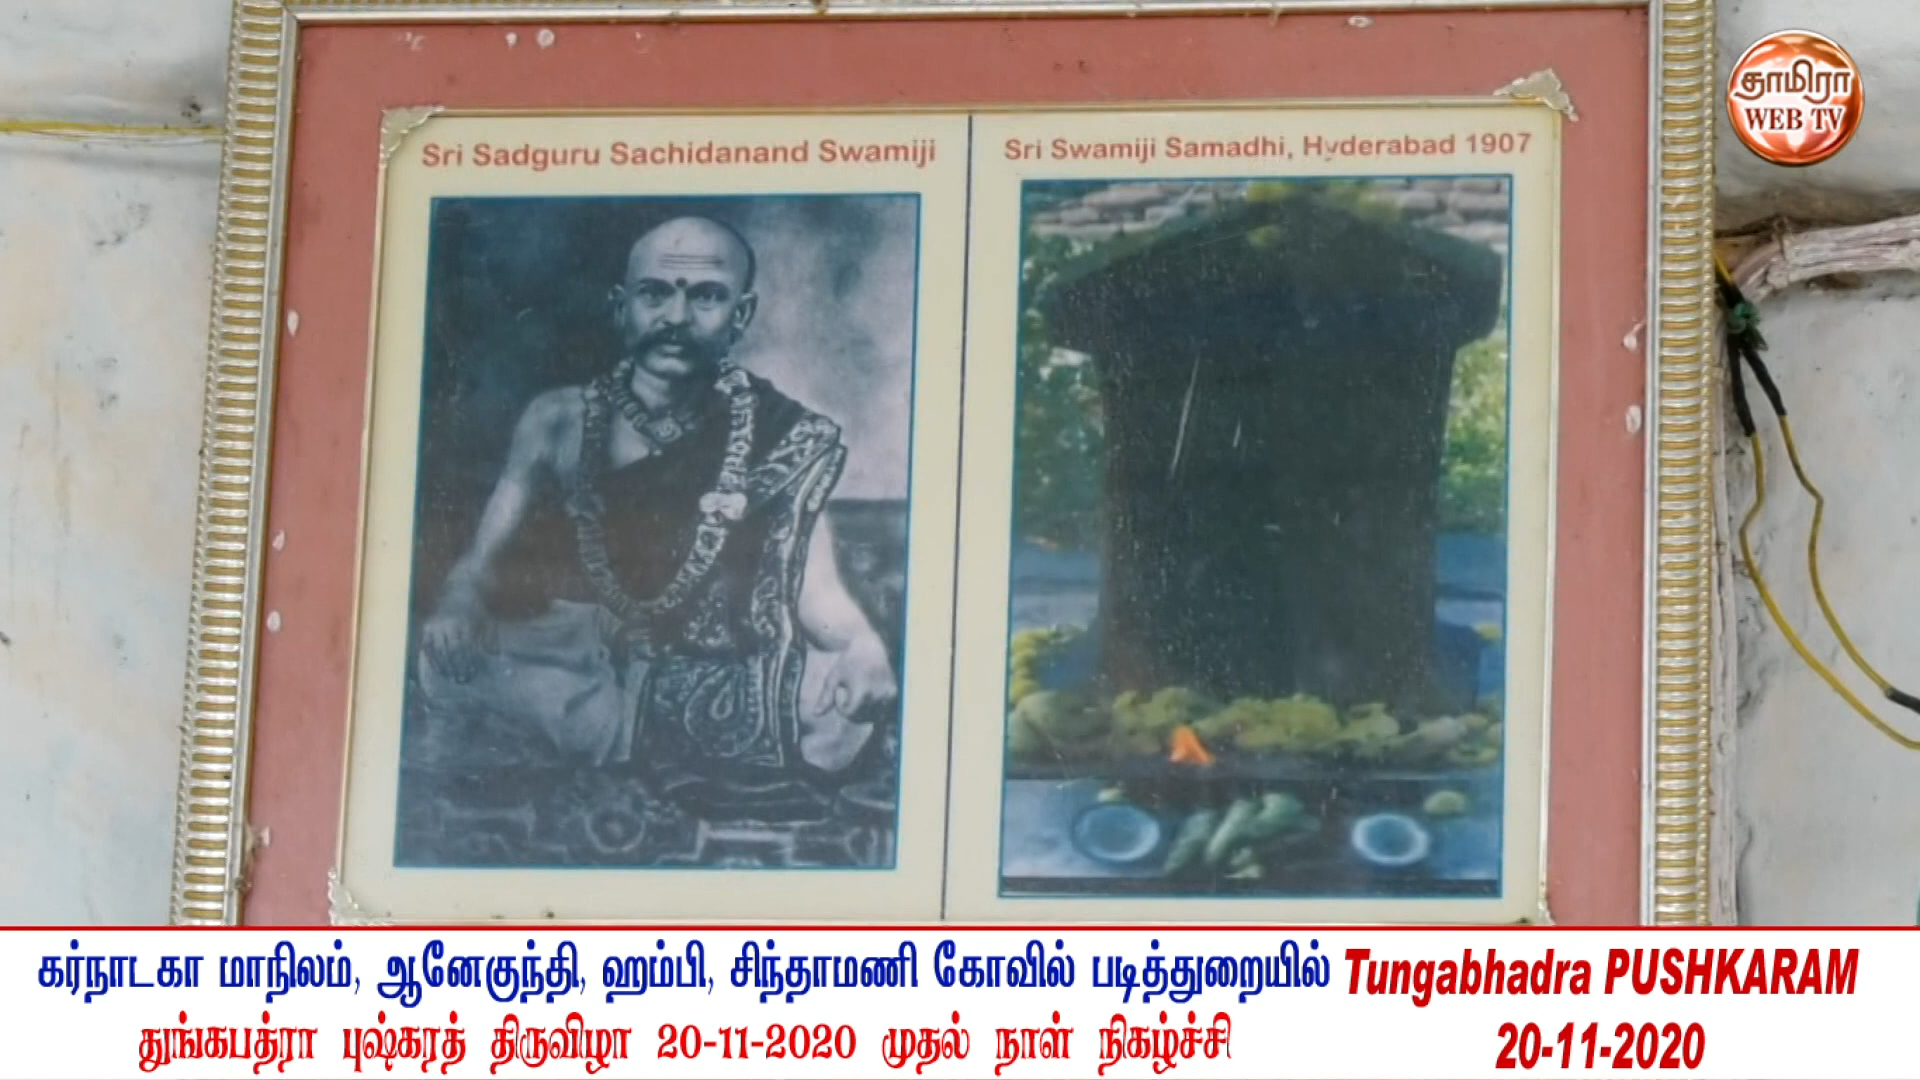 தாமிரா
WEB TV
Sri Sadguru Sachidanand Swamiji
Sri Swamiji Samadhi, Hyderabad 1907
கர்நாடகா மாநிலம், ஆனேகுந்தி, ஹம்பி, சிந்தாமணி கோவில் படித்துறையில்
துங்கபத்ரா புஷ்கரத் திருவிழா 20-11-2020 முதல் நாள் நிகழ்ச்சி
Tungabhadra PUSHKARAM
20-11-2020